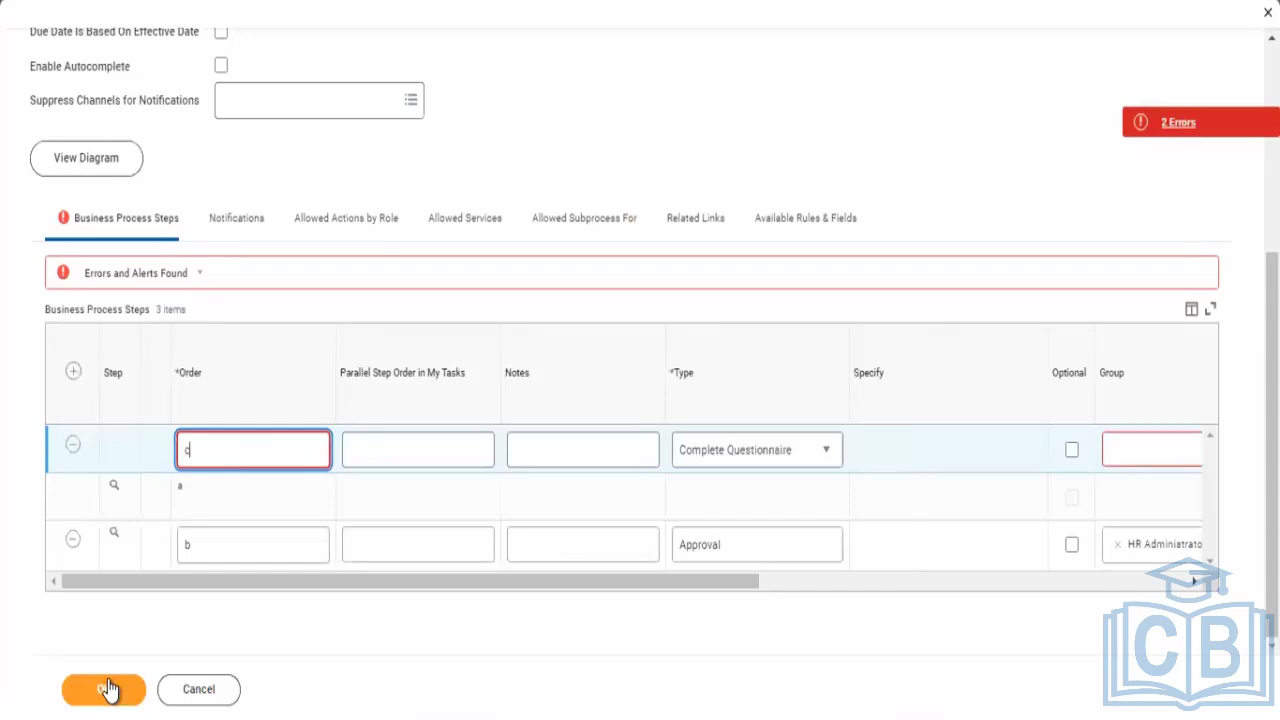 Due Date Is Based On Effective Date
Enable Autocomplete
Suppress Channels for Notifications
2 Errors
View Diagram
Business Process Steps
Notifications
Allowed Actions by Role
Allowed Services
Allowed Subprocess For
Related Links
Available Rules & Fields
Errors and Alerts Found
Business Process Steps 3 items
Step
*Order
Parallel Step Order in My Tasks
Notes
*Type
Specify
Optional
Group
c
Complete Questionnaire
a
b
Approval
× HR Administrato
CB
Cancel